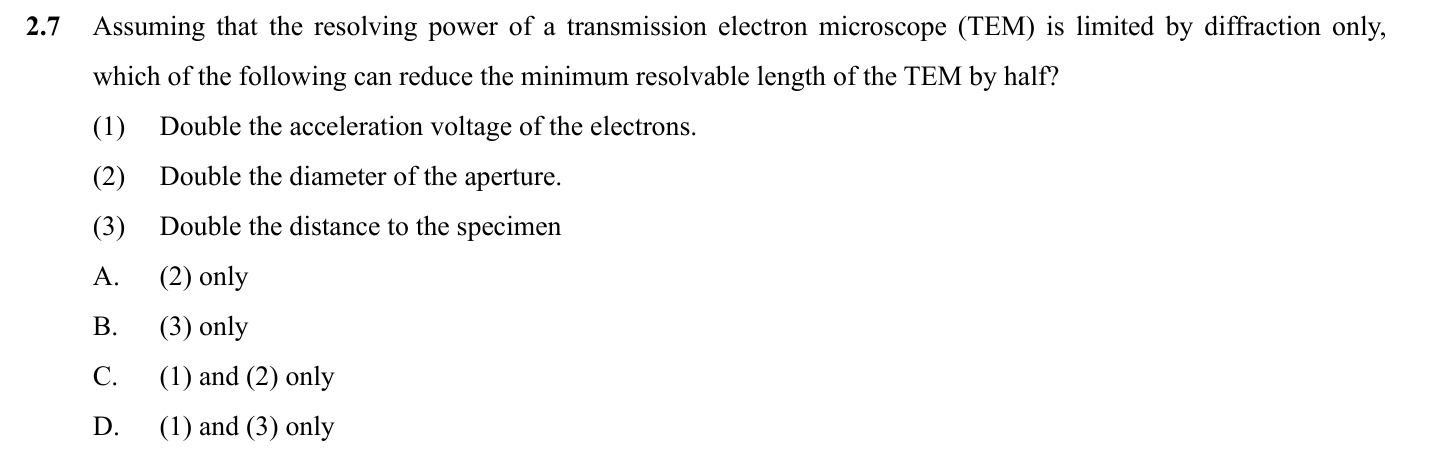 2.7 Assuming that the resolving power of a transmission electron microscope (TEM) is limited by diffraction only,
which of the following can reduce the minimum resolvable length of the TEM by half?
(1) Double the acceleration voltage of the electrons.
(2) Double the diameter of the aperture.
(3) Double the distance to the specimen
A. (2) only
B. (3) only
C. (1) and (2) only
D. (1) and (3) only